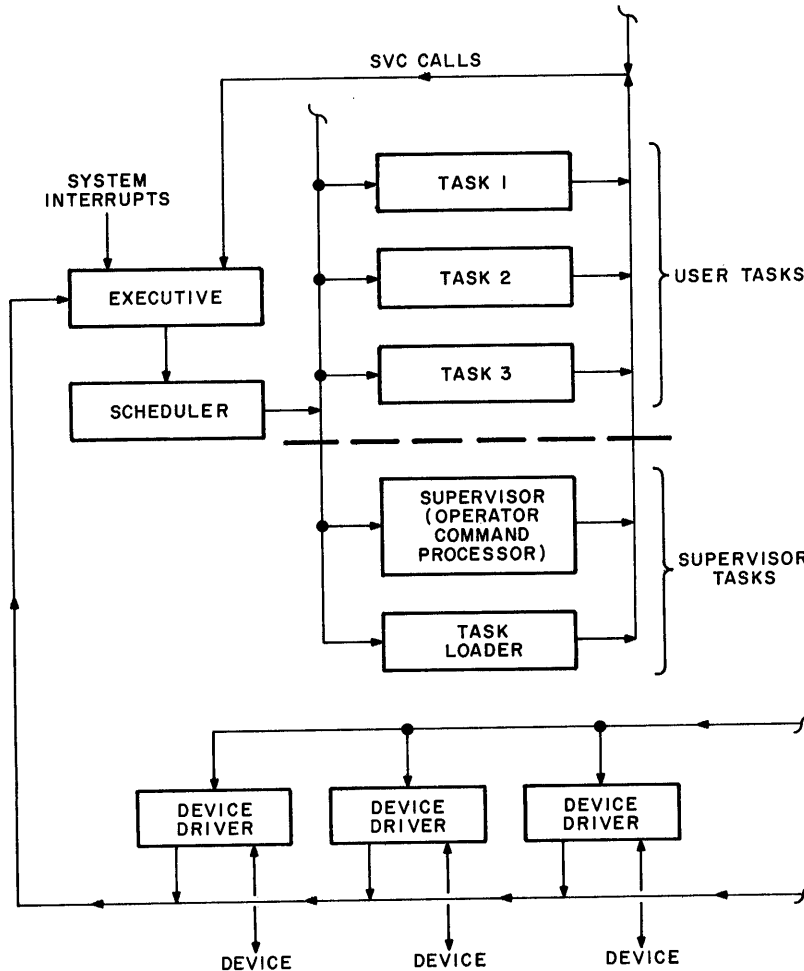 SVC CALLS
SYSTEM
INTERRUPTS
TASK 1
TASK 2
USER TASKS
EXECUTIVE
TASK 3
SCHEDULER
SUPERVISOR
(OPERATOR
COMMAND
PROCESSOR)
SUPERVISOR
TASKS
TASK
LOADER
DEVICE
DRIVER
DEVICE
DRIVER
DEVICE
DRIVER
DEVICE
DEVICE
DEVICE